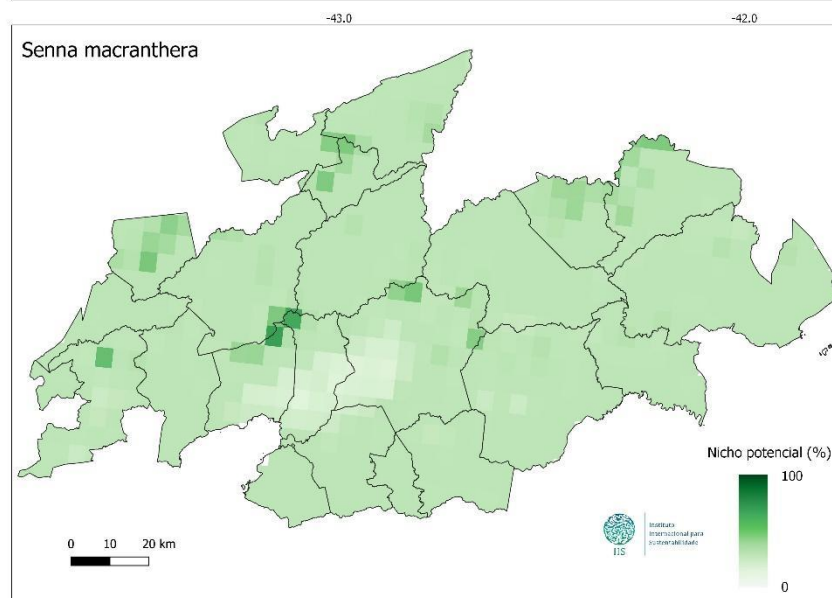 -43.0
-42.0
Senna macranthera
Nicho potencial (%)
100
0
0 10 20 km
IIS
Instituto
Internacional para
Sustentabilidade